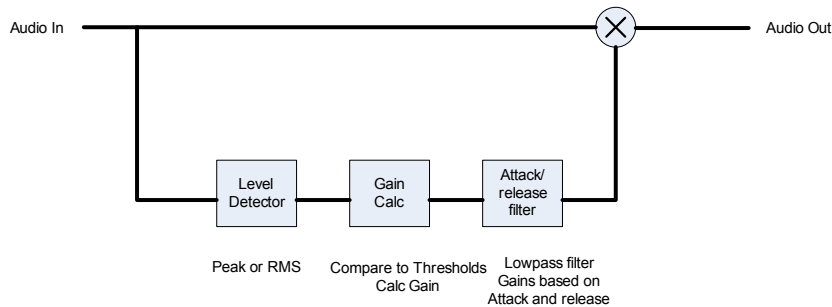 Audio In
Audio Out
Level
Detector
Gain
Calc
Attack/
release
filter
Peak or RMS
Compare to Thresholds
Calc Gain
Lowpass filter
Gains based on
Attack and release